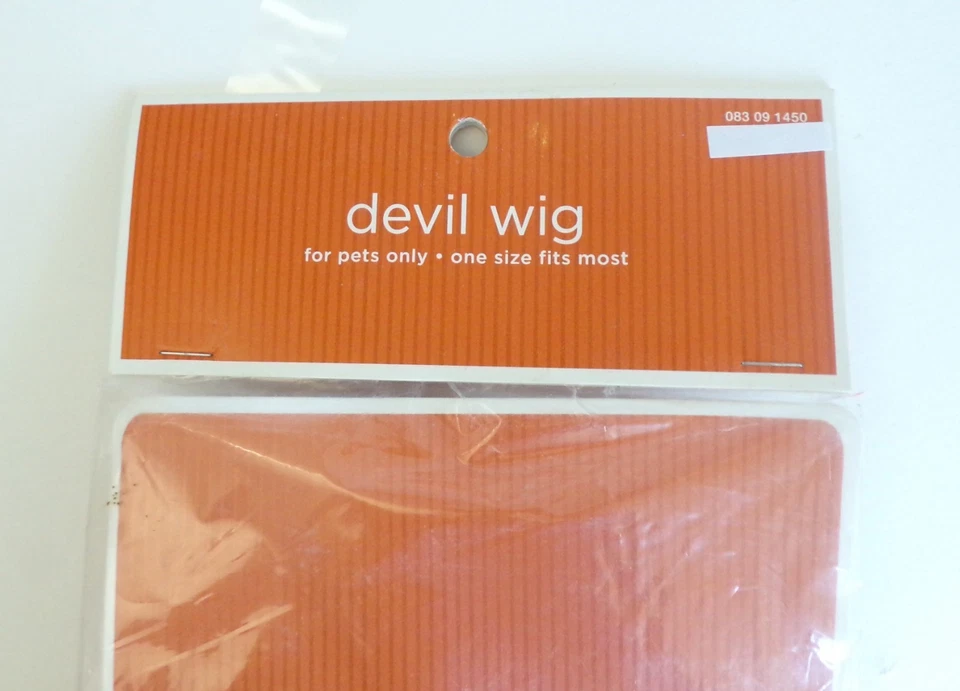 083 09 1450
devil wig
for pets only • one size fits most